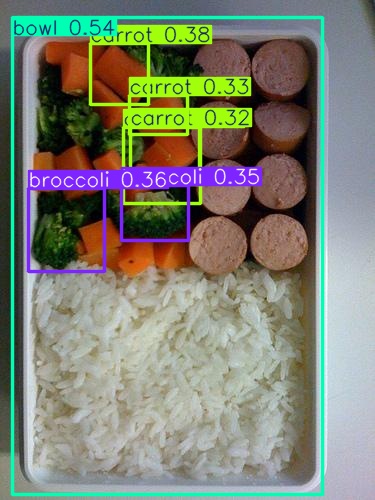 bowl 0.54
carrot 0.38
carrot 0.33
carrot 0.32
broccoli 0.36
coli 0.35